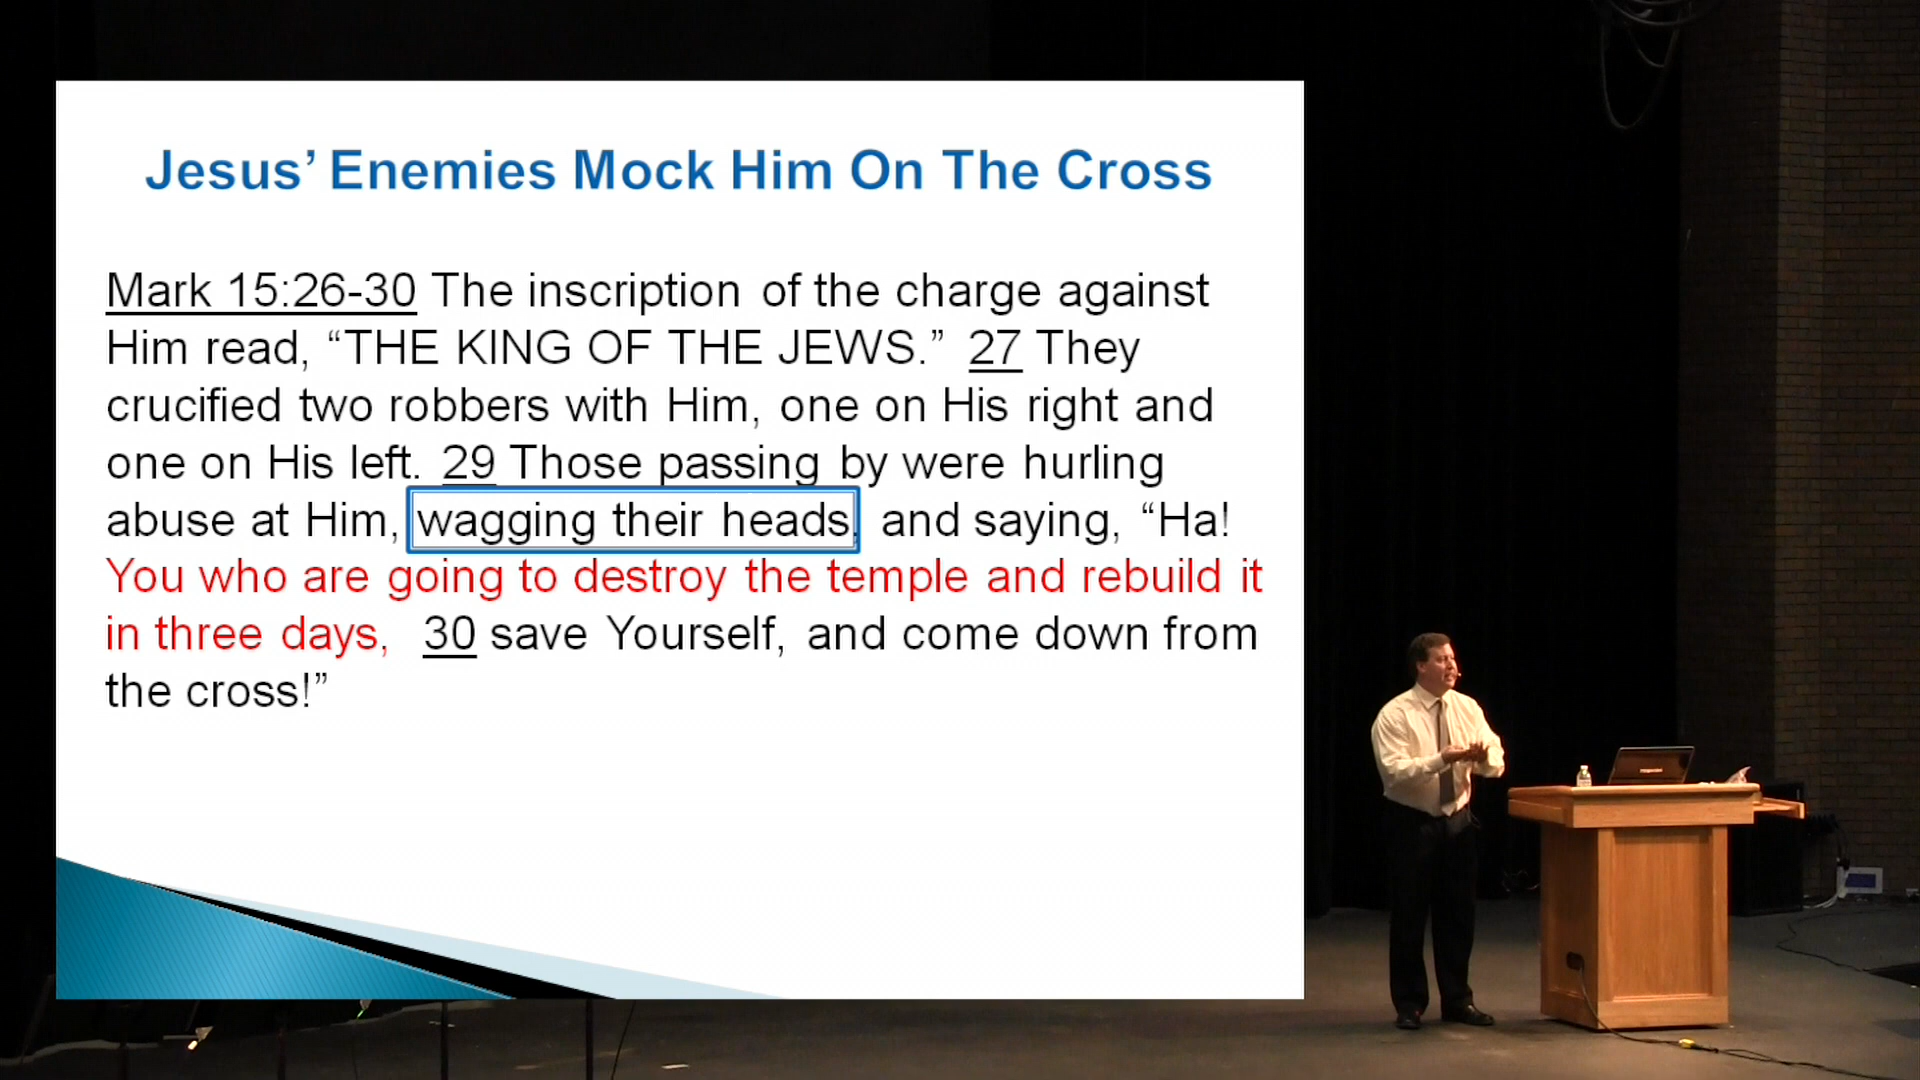 Jesus’ Enemies Mock Him On The Cross
Mark 15:26-30 The inscription of the charge against
Him read, “THE KING OF THE JEWS.” 27 They
crucified two robbers with Him, one on His right and
one on His left. 29 Those passing by were hurling
abuse at Him, wagging their heads, and saying, “Ha!
You who are going to destroy the temple and rebuild it
in three days, 30 save Yourself, and come down from
the cross!”
TOSHIBA